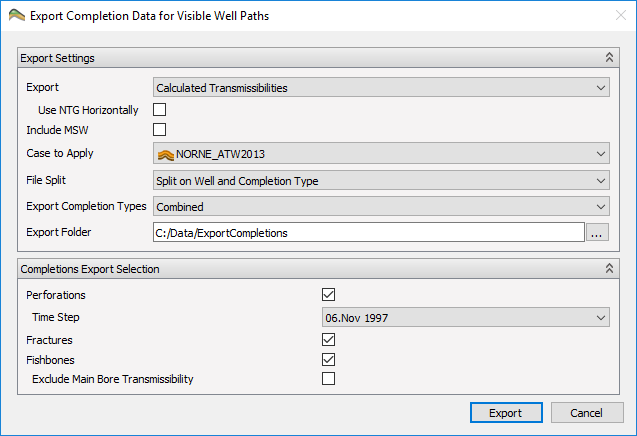 Export Completion Data for Visible Well Paths
Export Settings
Export Calculated Transmissibilities
Use NTG Horizontally
Include MSW
Case to Apply NORNE_ATW2013
File Split Split on Well and Completion Type
Export Completion Types Combined
Export Folder C:/Data/ExportCompletions ...
Completions Export Selection
Perforations
Time Step 06.Nov 1997
Fractures
Fishbones
Exclude Main Bore Transmissibility
Export Cancel